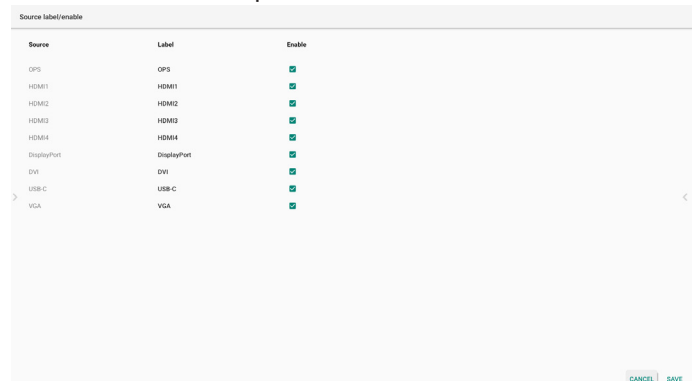 Source label/enable
Source Label Enable
OPS OPS
HDMI1 HDMI1
HDMI2 HDMI2
HDMI3 HDMI3
HDMI4 HDMI4
DisplayPort DisplayPort
DVI DVI
USB-C USB-C
VGA VGA
CANCEL SAVE